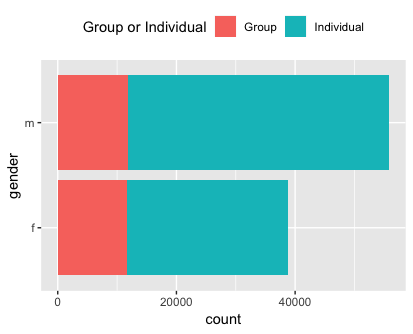 Group or Individual Group Individual
m
f
gender
0 20000 40000
count